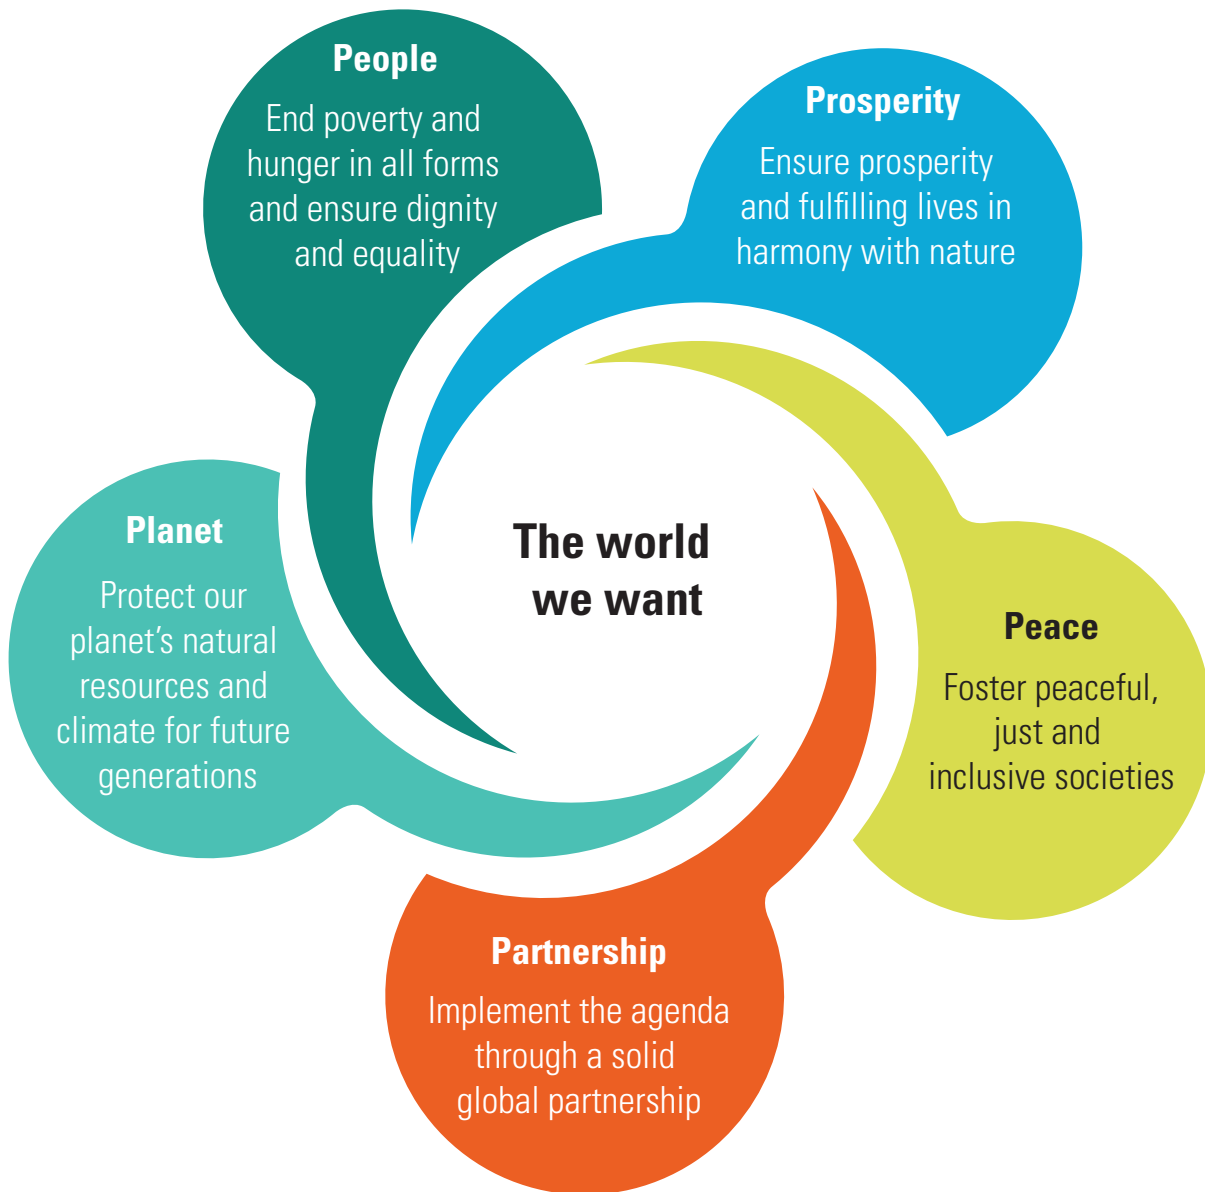 People
End poverty and
hunger in all forms
and ensure dignity
and equality
Prosperity
Ensure prosperity
and fulfilling lives in
harmony with nature
Planet
Protect our
planet’s natural
resources and
climate for future
generations
The world
we want
Peace
Foster peaceful,
just and
inclusive societies
Partnership
Implement the agenda
through a solid
global partnership